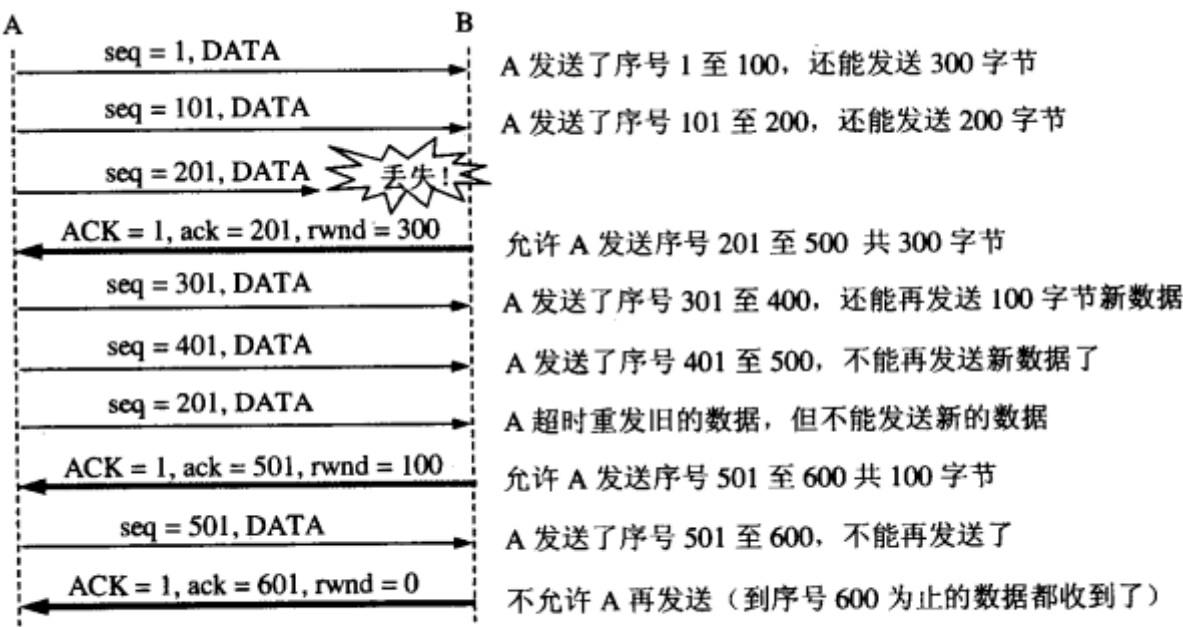 A B
seq = 1, DATA
A 发送了序号 1 至 100，还能发送 300 字节
seq = 101, DATA
A 发送了序号 101 至 200，还能发送 200 字节
seq = 201, DATA 丢失!
ACK = 1, ack = 201, rwnd = 300
允许 A 发送序号 201 至 500 共 300 字节
seq = 301, DATA
A 发送了序号 301 至 400，还能再发送 100 字节新数据
seq = 401, DATA
A 发送了序号 401 至 500，不能再发送新数据了
seq = 201, DATA
A 超时重发旧的数据，但不能发送新的数据
ACK = 1, ack = 501, rwnd = 100
允许 A 发送序号 501 至 600 共 100 字节
seq = 501, DATA
A 发送了序号 501 至 600，不能再发送了
ACK = 1, ack = 601, rwnd = 0
不允许 A 再发送（到序号 600 为止的数据都收到了）